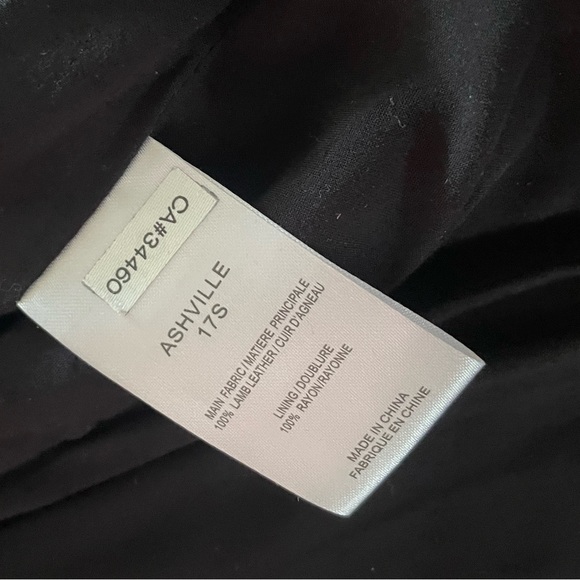 CA#34460
ASHVILLE
17S
MAIN FABRIC/MATIERE PRINCIPALE
100% LAMB LEATHER/CUIR D'AGNEAU
LINING/DOUBLURE
100% RAYON/RAYONNE
MADE IN CHINA
FABRIQUE EN CHINE